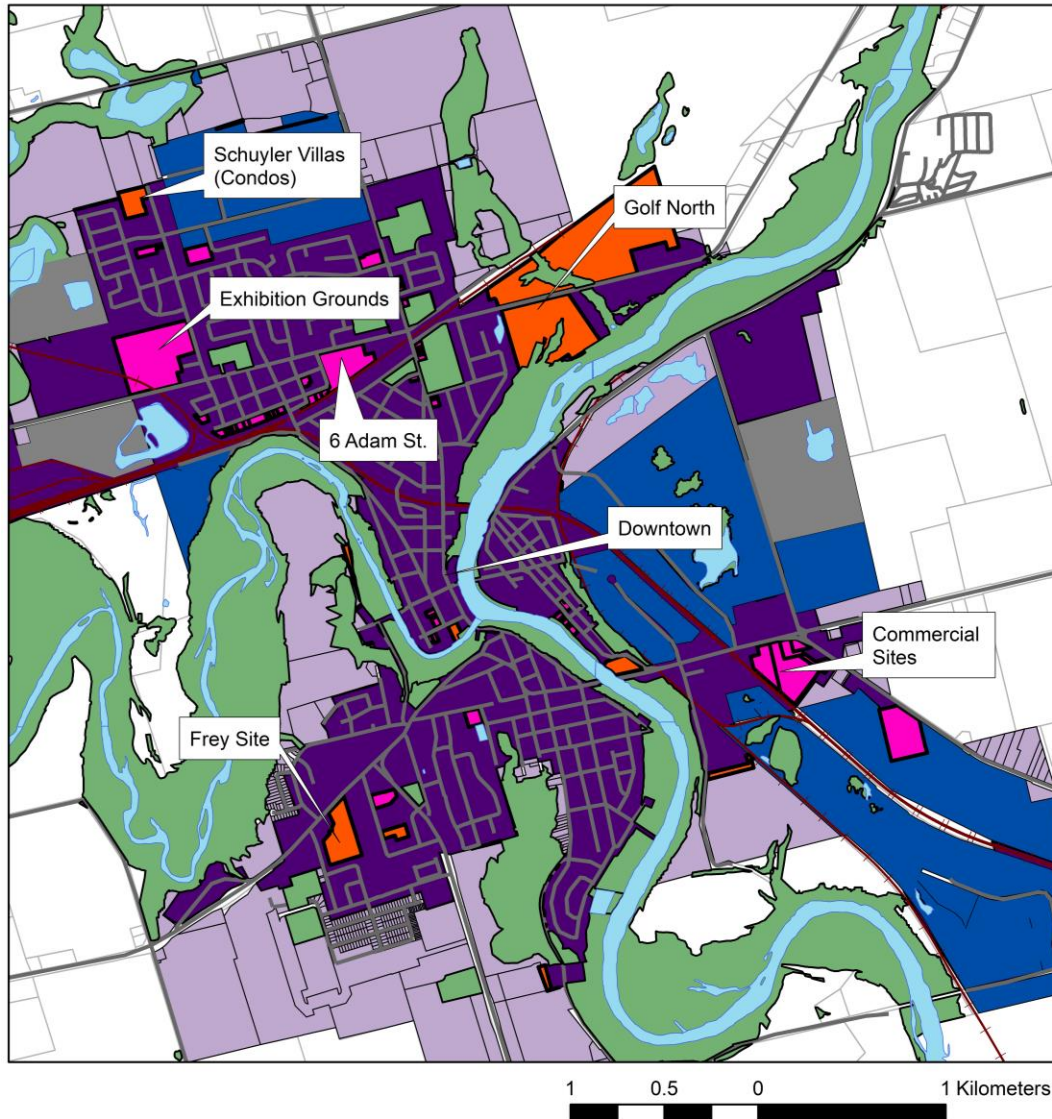 Schuyler Villas
(Condos)
Golf North
Exhibition Grounds
6 Adam St.
Downtown
Commercial
Sites
Frey Site
1 0.5 0 1 Kilometers